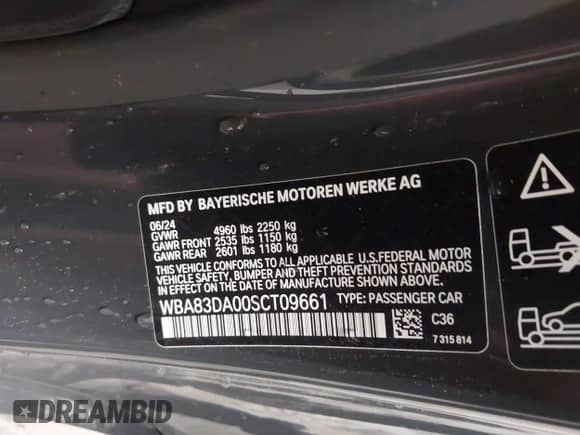 MFD BY BAYERISCHE MOTOREN WERKE AG
06/24
GVWR 4960 lbs 2250 kg
GAWR FRONT 2535 lbs 1150 kg
GAWR REAR 2601 lbs 1180 kg
THIS VEHICLE CONFORMS TO ALL APPLICABLE U.S.FEDERAL MOTOR
VEHICLE SAFETY, BUMPER AND THEFT PREVENTION STANDARDS IN
EFFECT ON THE DATE OF MANUFACTURE SHOWN ABOVE.
WBA83DA00SCT09661 TYPE: PASSENGER CAR
C36
7315814
DREAMBID